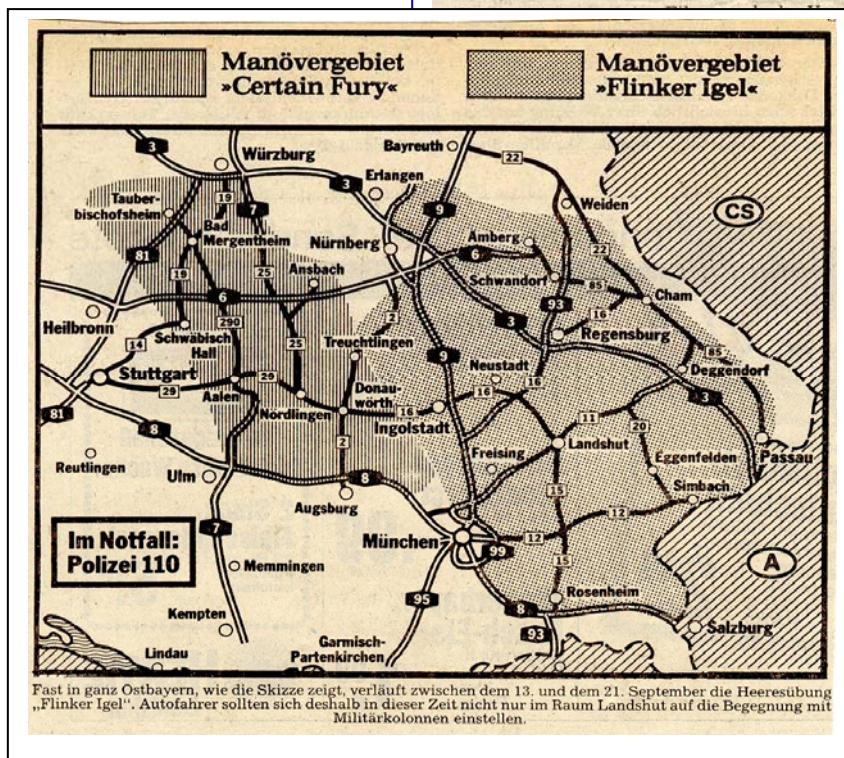 Manövergebiet
»Certain Fury«
Manövergebiet
»Flinker Igel«
3
Würzburg
Bayreuth
22
Erlangen
3
19
7
9
Weiden
CS
Tauber-
bischofsheim
Bad
Mergentheim
Nürnberg
Amberg
6
22
81
19
25
Ansbach
Schwandorf
85
Cham
6
290
2
93
16
Heilbronn
Schwäbisch
Hall
3
Regensburg
14
25
Treuchtlingen
9
85
Stuttgart
29
29
Neustadt
16
Deggendorf
Aalen
Nördlingen
Donau-
wörth
16
Ingolstadt
16
3
81
8
2
11
20
Landshut
Passau
Reutlingen
Ulm
8
Freising
Eggenfelden
Augsburg
15
Simbach
7
München
99
12
12
A
Im Notfall:
Polizei 110
Memmingen
15
95
8
Rosenheim
Kempten
93
Salzburg
Lindau
Garmisch-
Partenkirchen
Fast in ganz Ostbayern, wie die Skizze zeigt, verläuft zwischen dem 13. und dem 21. September die Heeresübung
„Flinker Igel“. Autofahrer sollten sich deshalb in dieser Zeit nicht nur im Raum Landshut auf die Begegnung mit
Militärkolonnen einstellen.